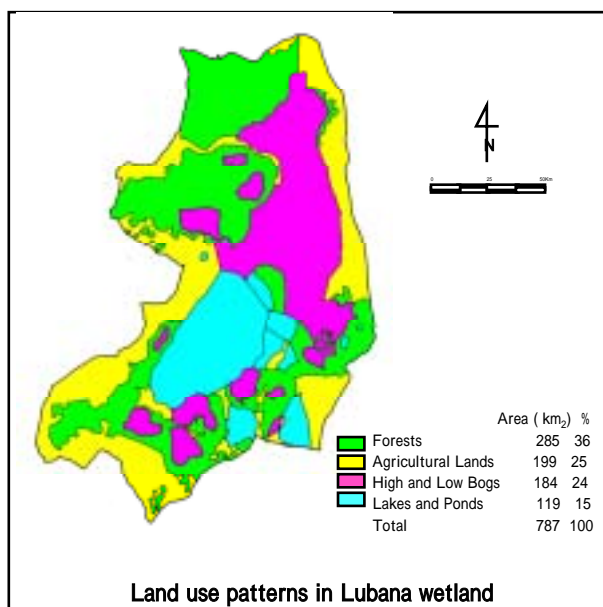 N
0 25 50Km
Area ( km2) %
Forests 285 36
Agricultural Lands 199 25
High and Low Bogs 184 24
Lakes and Ponds 119 15
Total 787 100
Land use patterns in Lubana wetland